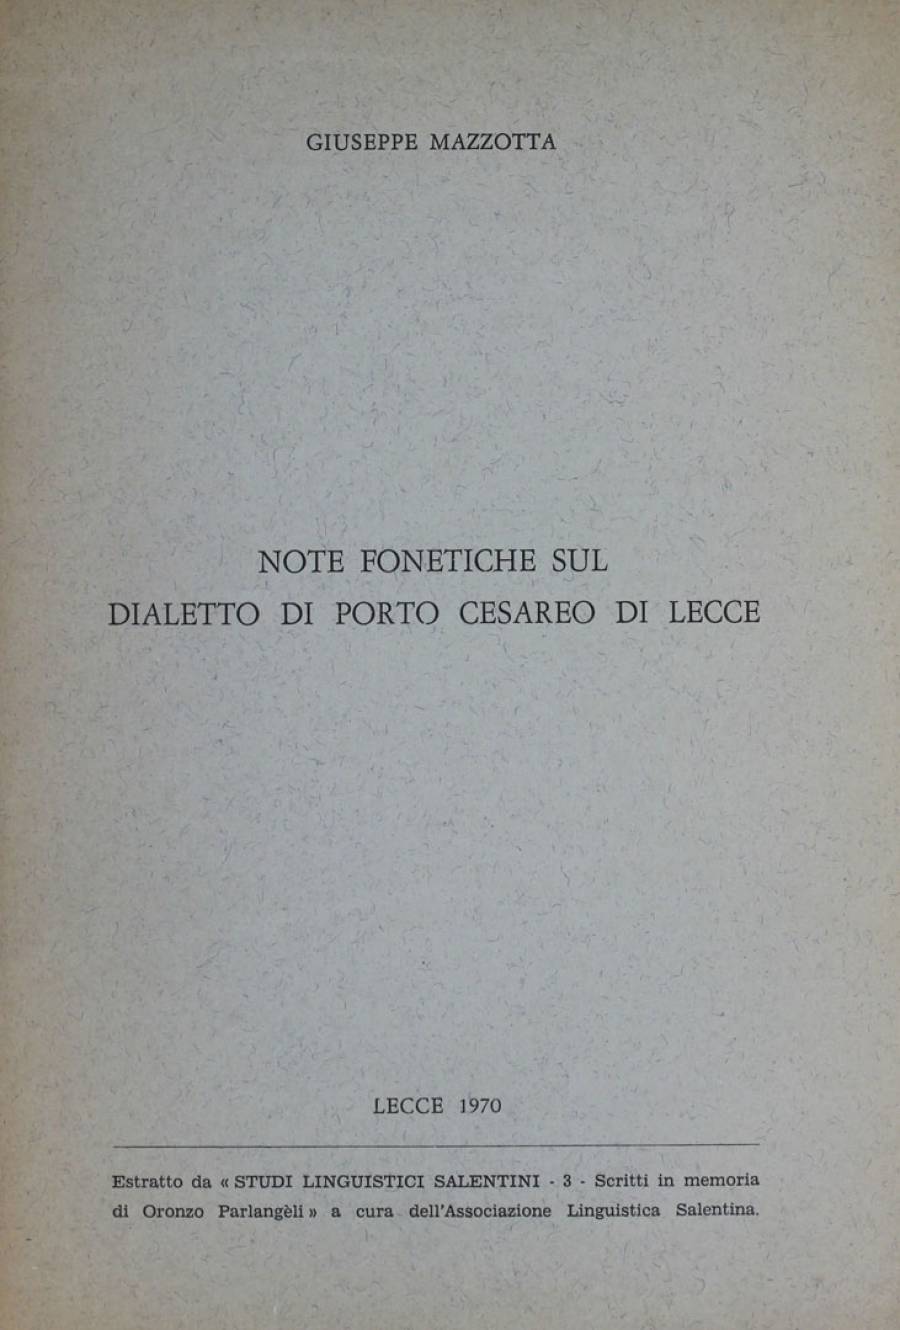 GIUSEPPE MAZZOTTA
NOTE FONETICHE SUL
DIALETTO DI PORTO CESAREO DI LECCE
LECCE 1970
Estratto da « STUDI LINGUISTICI SALENTINI - 3 - Scritti in memoria
di Oronzo Parlangèli » a cura dell'Associazione Linguistica Salentina.